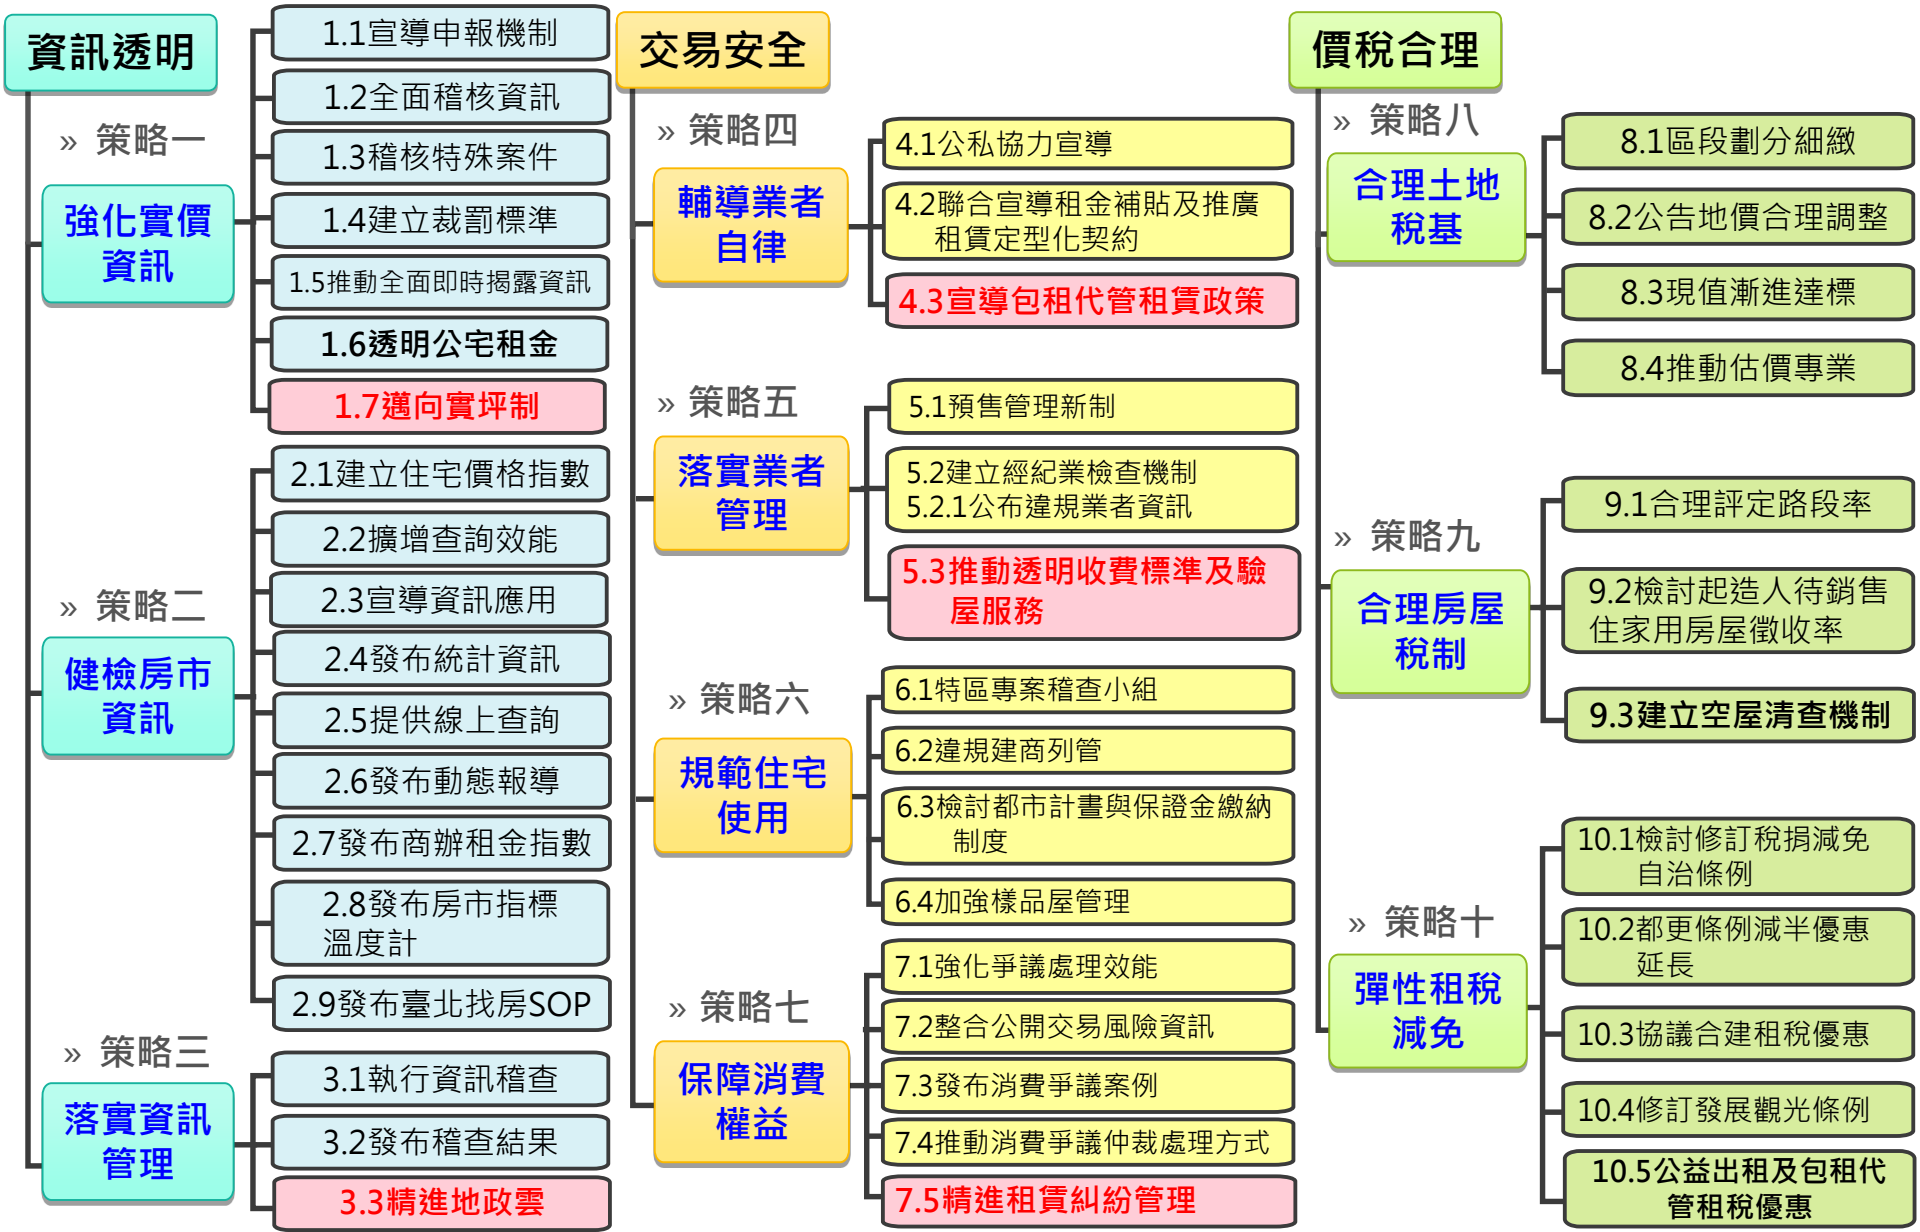 資訊透明
» 策略一
強化實價
資訊
1.1宣導申報機制
1.2全面稽核資訊
1.3稽核特殊案件
1.4建立裁罰標準
1.5推動全面即時揭露資訊
1.6透明公宅租金
1.7邁向實坪制
» 策略二
健檢房市
資訊
2.1建立住宅價格指數
2.2擴增查詢效能
2.3宣導資訊應用
2.4發布統計資訊
2.5提供線上查詢
2.6發布動態報導
2.7發布商辦租金指數
2.8發布房市指標
溫度計
2.9發布臺北找房SOP
» 策略三
落實資訊
管理
3.1執行資訊稽查
3.2發布稽查結果
3.3精進地政雲
交易安全
» 策略四
輔導業者
自律
4.1公私協力宣導
4.2聯合宣導租金補貼及推廣
租賃定型化契約
4.3宣導包租代管租賃政策
» 策略五
落實業者
管理
5.1預售管理新制
5.2建立經紀業檢查機制
5.2.1公布違規業者資訊
5.3推動透明收費標準及驗
屋服務
» 策略六
規範住宅
使用
6.1特區專案稽查小組
6.2違規建商列管
6.3檢討都市計畫與保證金繳納
制度
6.4加強樣品屋管理
» 策略七
保障消費
權益
7.1強化爭議處理效能
7.2整合公開交易風險資訊
7.3發布消費爭議案例
7.4推動消費爭議仲裁處理方式
7.5精進租賃糾紛管理
價稅合理
» 策略八
合理土地
稅基
8.1區段劃分細緻
8.2公告地價合理調整
8.3現值漸進達標
8.4推動估價專業
» 策略九
合理房屋
稅制
9.1合理評定路段率
9.2檢討起造人待銷售
住家用房屋徵收率
9.3建立空屋清查機制
» 策略十
彈性租稅
減免
10.1檢討修訂稅捐減免
自治條例
10.2都更條例減半優惠
延長
10.3協議合建租稅優惠
10.4修訂發展觀光條例
10.5公益出租及包租代
管租稅優惠